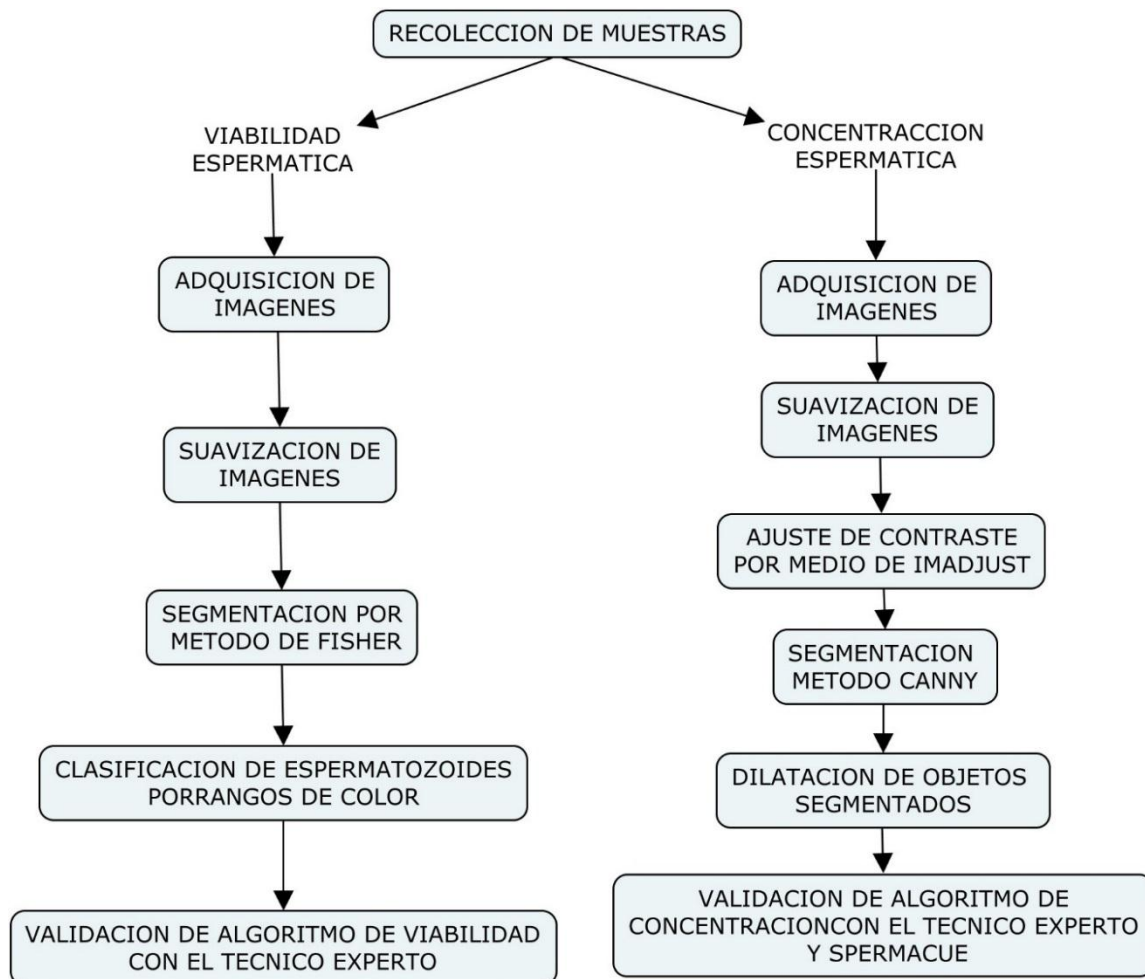 RECOLECCION DE MUESTRAS
VIABILIDAD
ESPERMATICA
ADQUISICION DE
IMAGENES
SUAVIZACION DE
IMAGENES
SEGMENTACION POR
METODO DE FISHER
CLASIFICACION DE ESPERMATOZOIDES
PORRANGOS DE COLOR
VALIDACION DE ALGORITMO DE VIABILIDAD
CON EL TECNICO EXPERTO
CONCENTRACCION
ESPERMATICA
ADQUISICION DE
IMAGENES
SUAVIZACION DE
IMAGENES
AJUSTE DE CONTRASTE
POR MEDIO DE IMADJUST
SEGMENTACION
METODO CANNY
DILATACION DE OBJETOS
SEGMENTADOS
VALIDACION DE ALGORITMO DE
CONCENTRACIONCON EL TECNICO EXPERTO
Y SPERMACUE